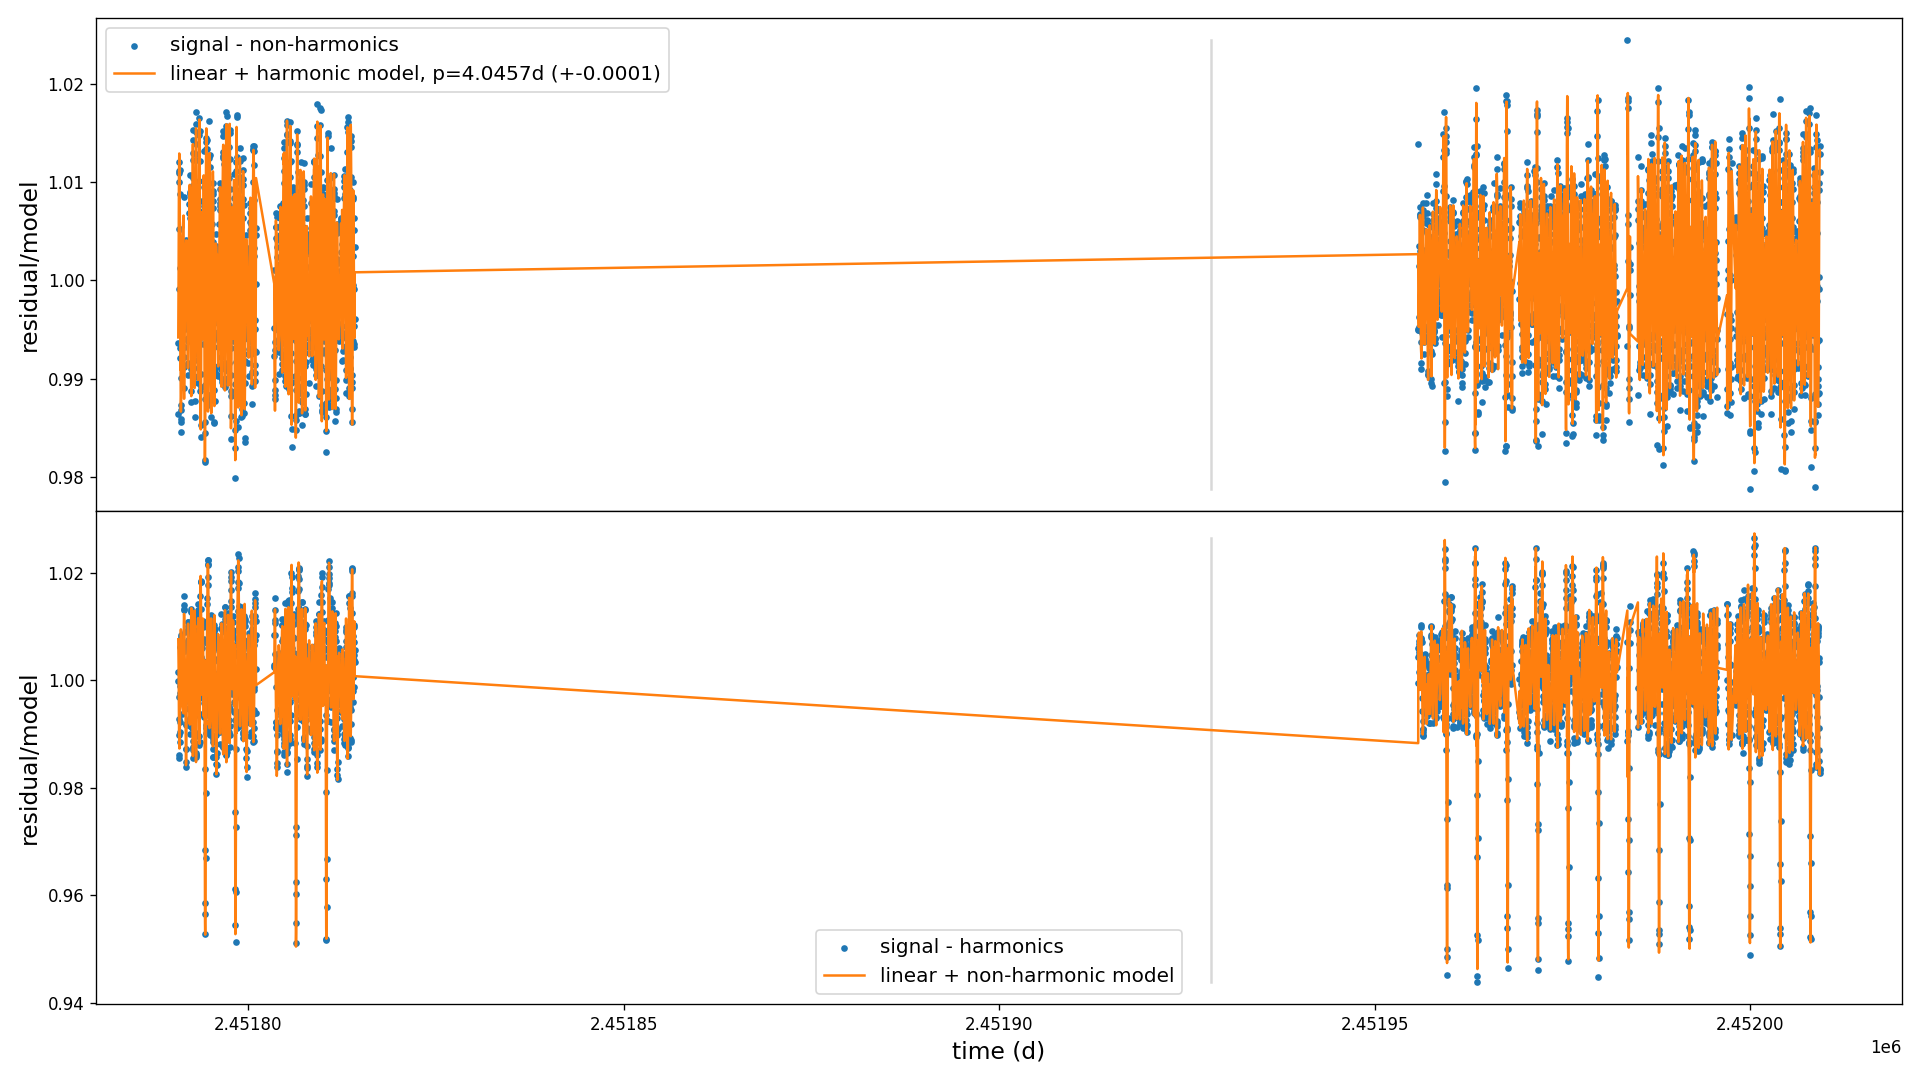 signal - non-harmonics
linear + harmonic model, p=4.0457d (+-0.0001)
1.02
1.01
1.00
0.99
0.98
residual/model
1.02
1.00
0.98
0.96
0.94
residual/model
signal - harmonics
linear + non-harmonic model
2.45180
2.45185
2.45190
2.45195
2.45200
1e6
time (d)